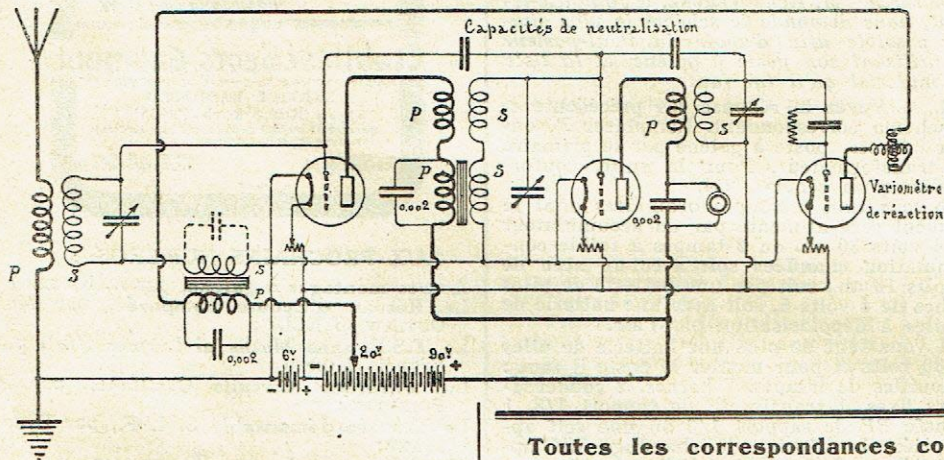 Capacités de neutralisation
P
S
P
S
P
S
P
S
0,002
0,002
Variomètre
de réaction
S
P
0,002
6v
20v
90v
- + - +
Toutes les correspondances co